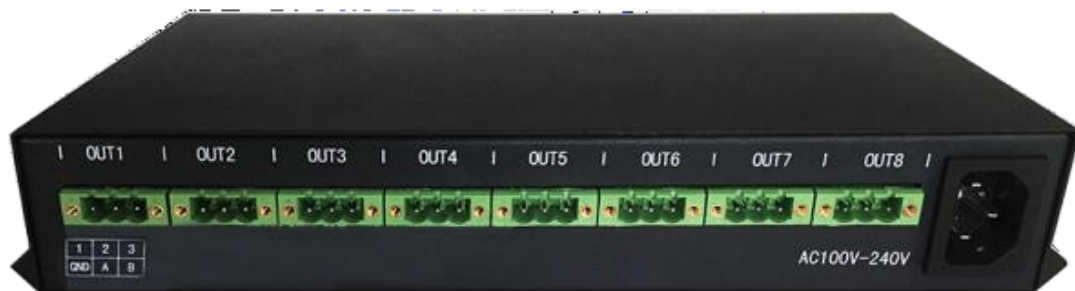 OUT1 OUT2 OUT3 OUT4 OUT5 OUT6 OUT7 OUT8
1 2 3
GND A B
AC100V-240V